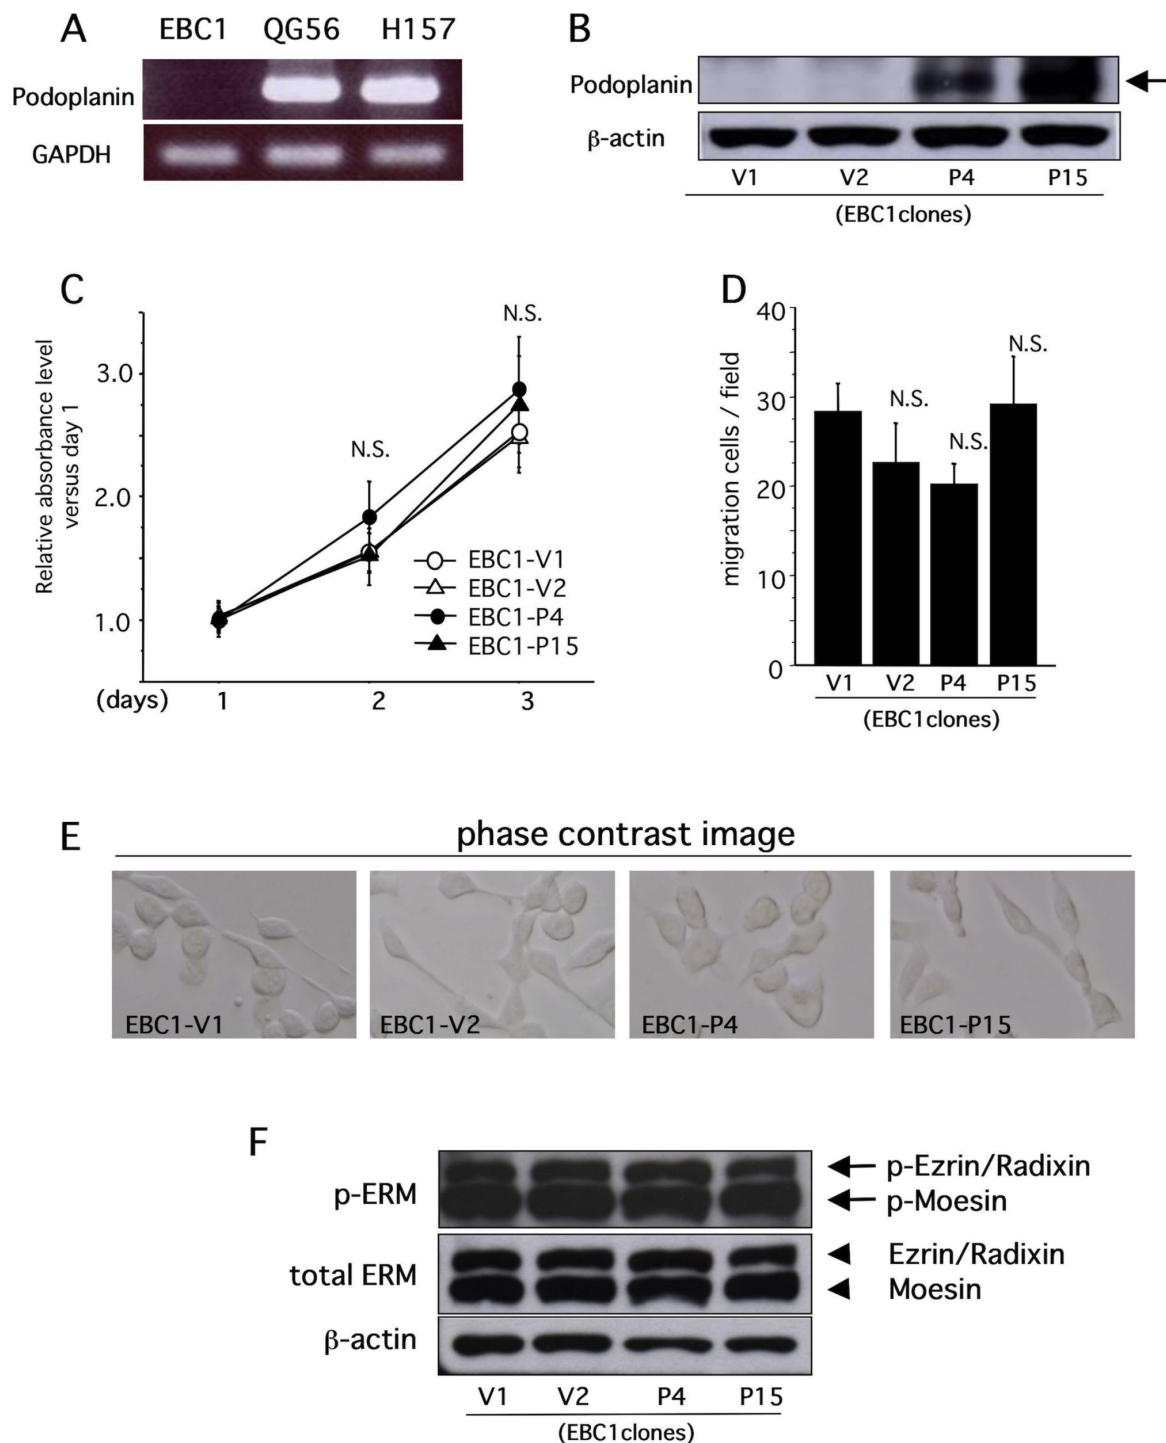 A
EBC1 QG56 H157
Podoplanin
GAPDH
B
Podoplanin
β-actin
V1 V2 P4 P15
(EBC1clones)
C
Relative absorbance level
versus day 1
3.0
2.0
1.0
N.S.
N.S.
EBC1-V1
EBC1-V2
EBC1-P4
EBC1-P15
(days) 1 2 3
D
migration cells / field
40
30
20
10
0
N.S.
N.S.
N.S.
V1 V2 P4 P15
(EBC1clones)
E
phase contrast image
EBC1-V1 EBC1-V2 EBC1-P4 EBC1-P15
F
p-ERM
p-Ezrin/Radixin
p-Moesin
total ERM
Ezrin/Radixin
Moesin
β-actin
V1 V2 P4 P15
(EBC1clones)